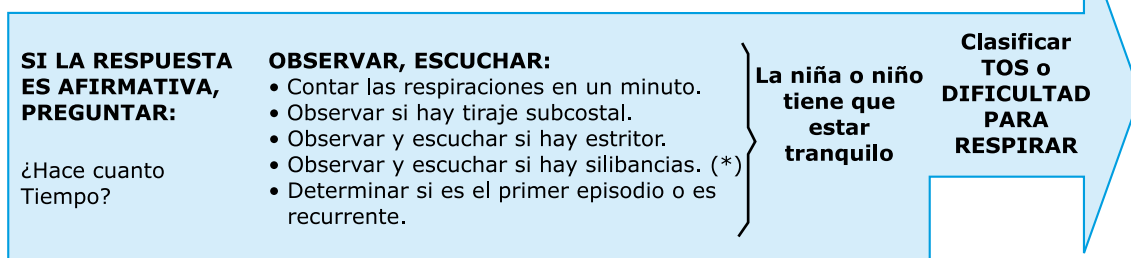 SI LA RESPUESTA
ES AFIRMATIVA,
PREGUNTAR:
¿Hace cuanto
Tiempo?
OBSERVAR, ESCUCHAR:
• Contar las respiraciones en un minuto.
• Observar si hay tiraje subcostal.
• Observar y escuchar si hay estritor.
• Observar y escuchar si hay silibancias. (*)
• Determinar si es el primer episodio o es
recurrente.
La niña o niño
tiene que
estar
tranquilo
Clasificar
TOS o
DIFICULTAD
PARA
RESPIRAR